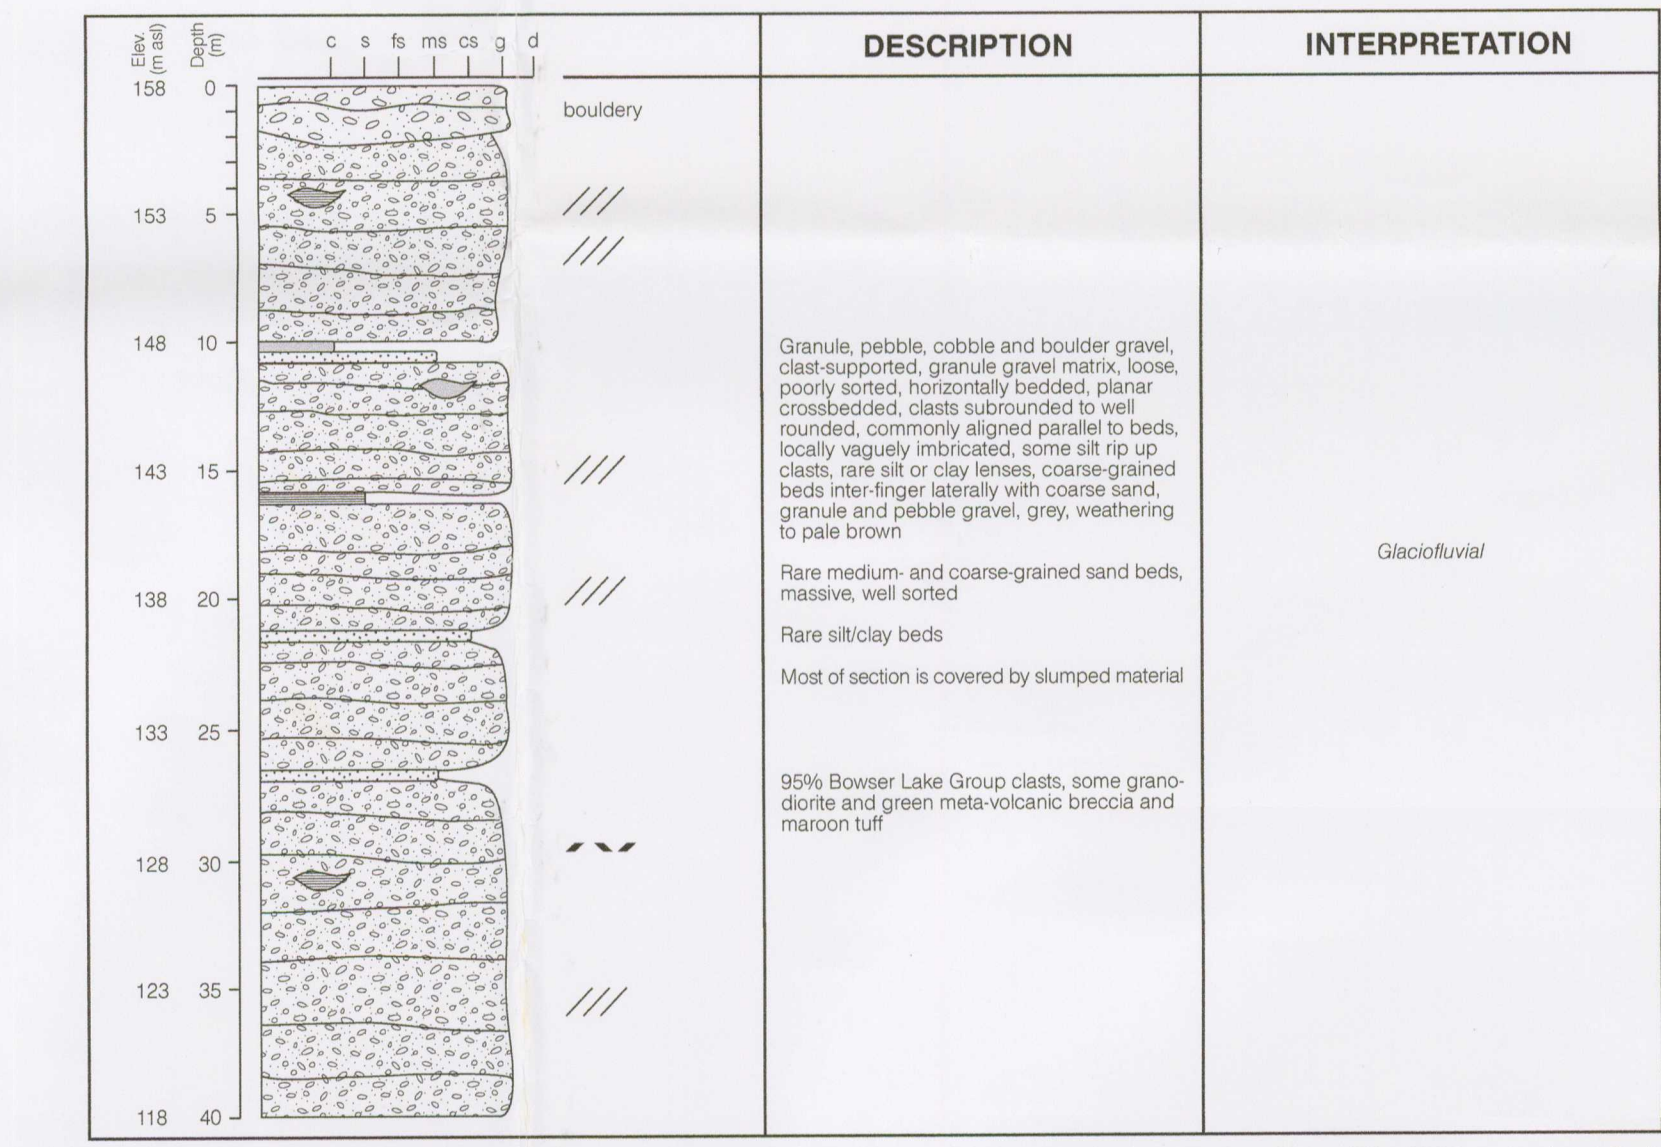 Elev. (m asl)
Depth (m)
c s fs ms cs g d
DESCRIPTION
INTERPRETATION
158 0
bouldery
153 5
148 10
143 15
138 20
133 25
128 30
123 35
118 40
Granule, pebble, cobble and boulder gravel,
clast-supported, granule gravel matrix, loose,
poorly sorted, horizontally bedded, planar
crossbedded, clasts subrounded to well
rounded, commonly aligned parallel to beds,
locally vaguely imbricated, some silt rip up
clasts, rare silt or clay lenses, coarse-grained
beds inter-finger laterally with coarse sand,
granule and pebble gravel, grey, weathering
to pale brown
Rare medium- and coarse-grained sand beds,
massive, well sorted
Rare silt/clay beds
Most of section is covered by slumped material
95% Bowser Lake Group clasts, some grano-
diorite and green meta-volcanic breccia and
maroon tuff
Glaciofluvial